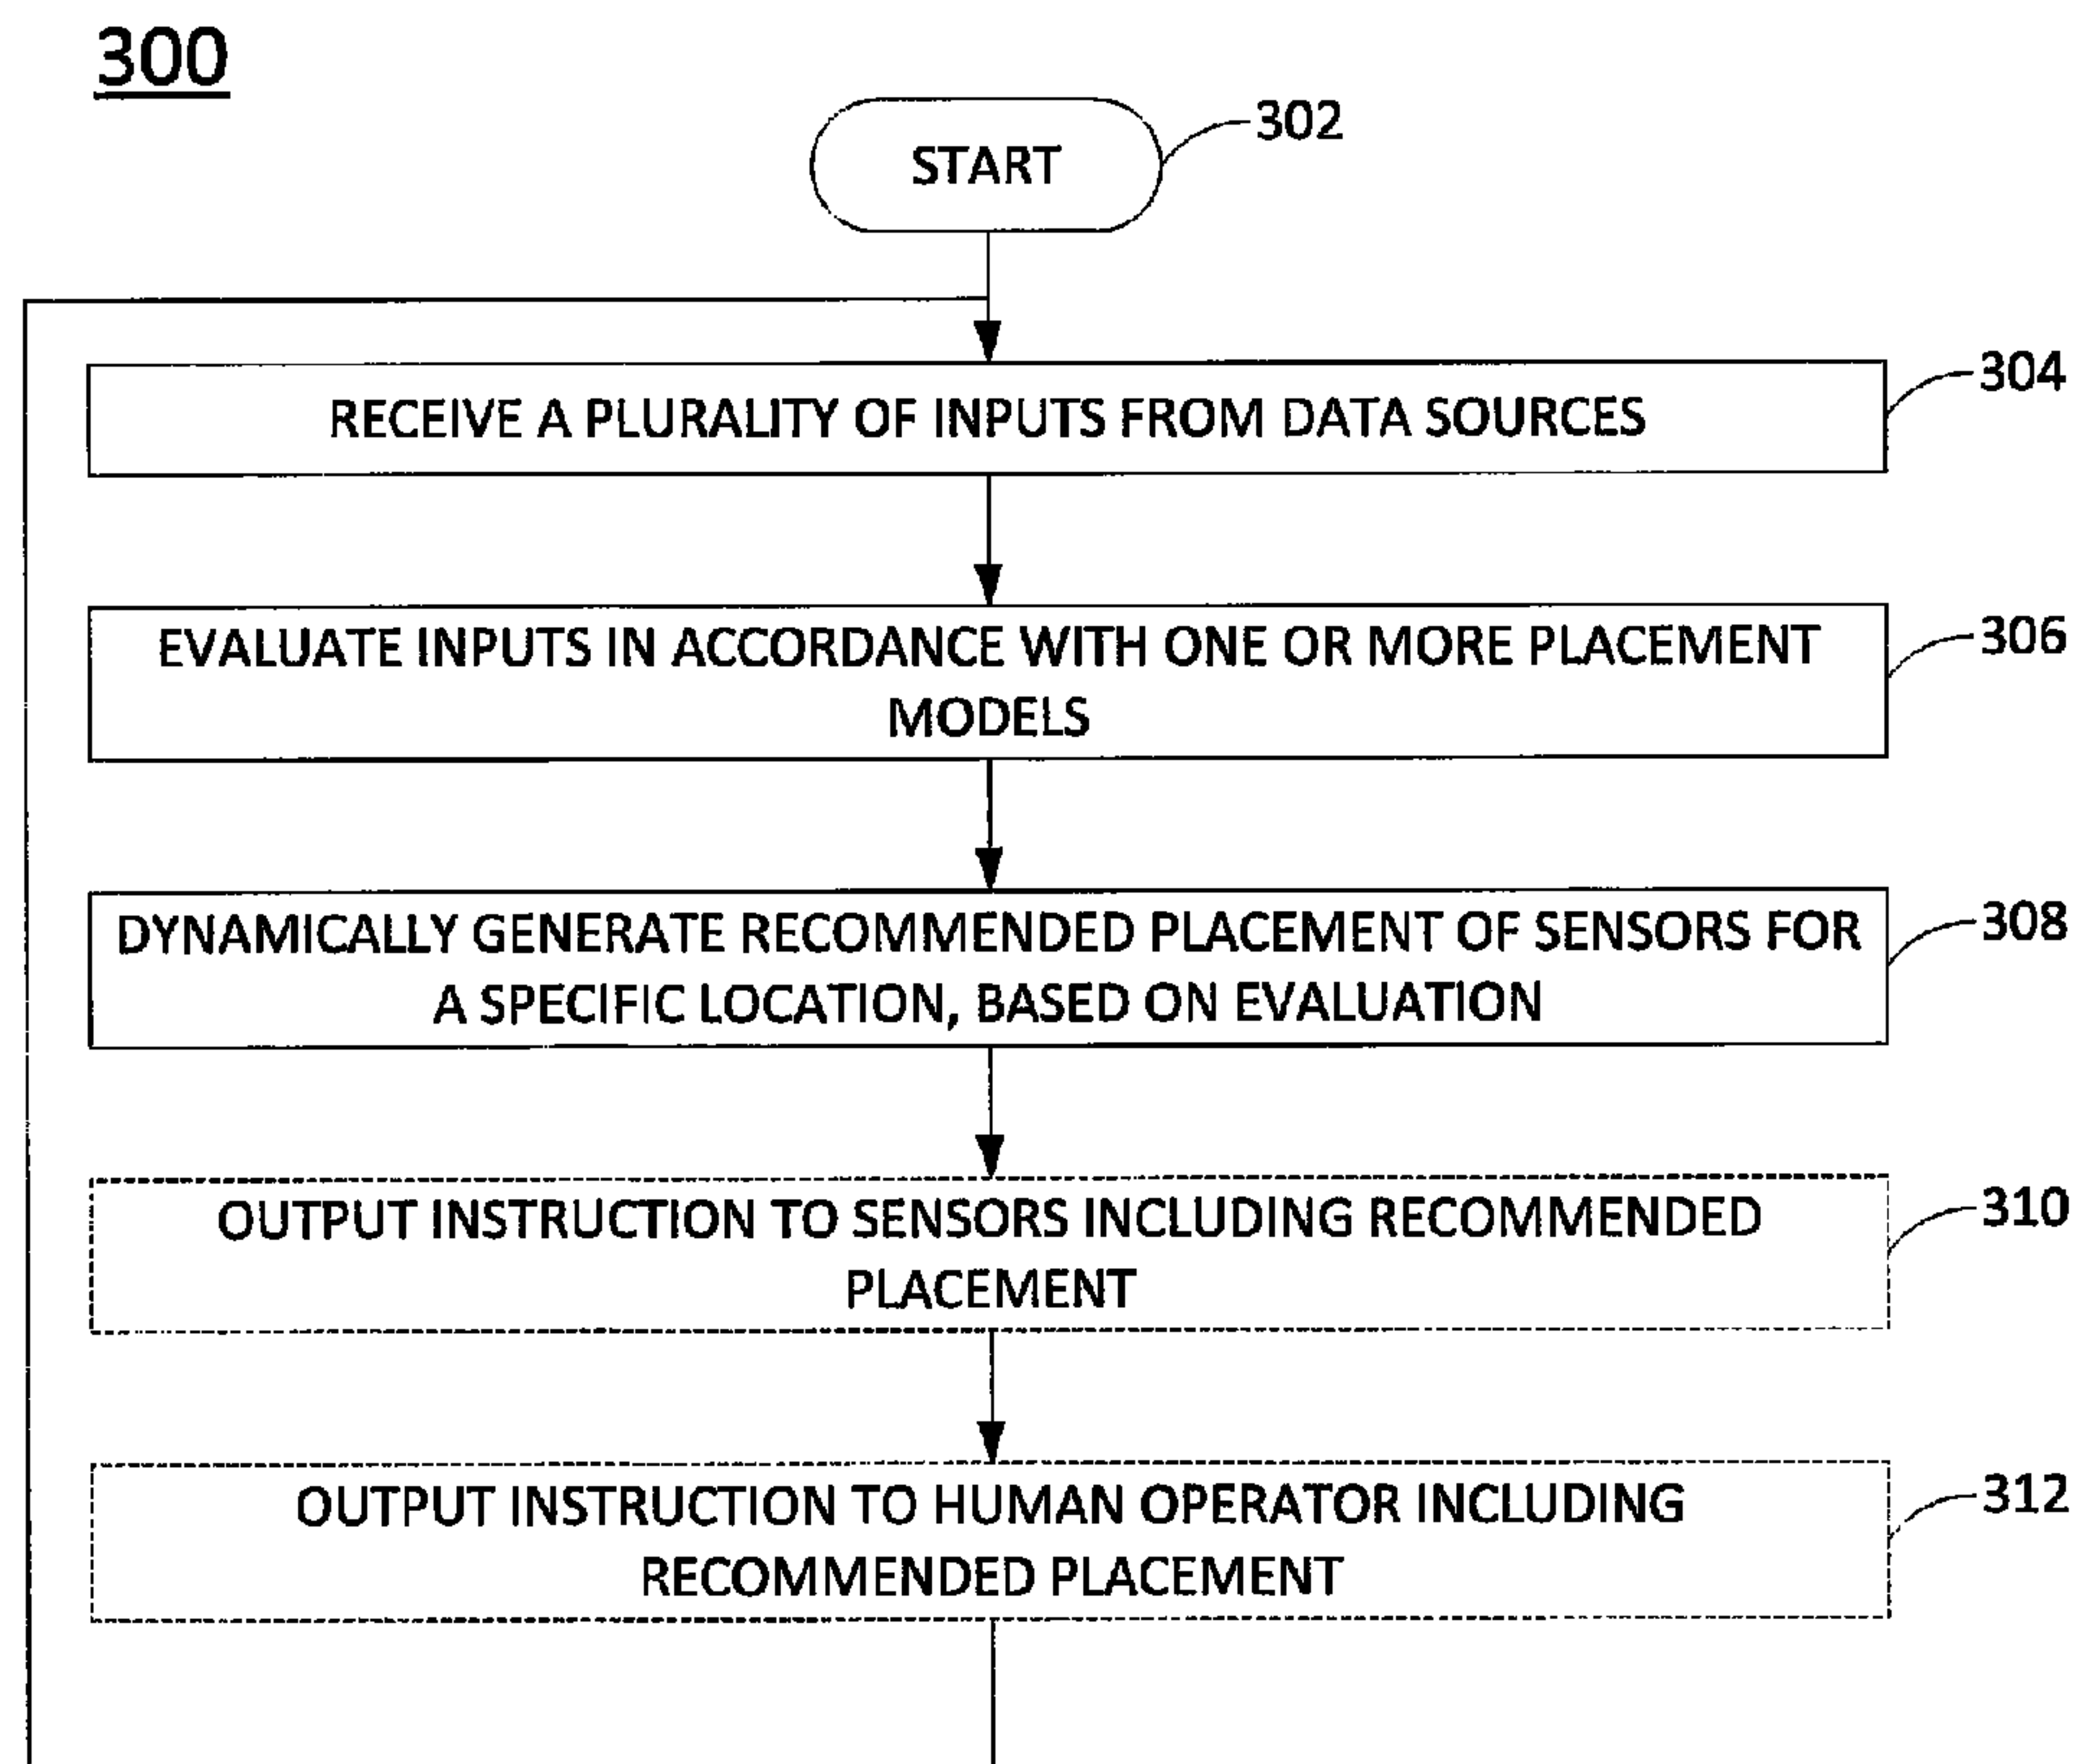 300
START
302
RECEIVE A PLURALITY OF INPUTS FROM DATA SOURCES
304
EVALUATE INPUTS IN ACCORDANCE WITH ONE OR MORE PLACEMENT
MODELS
306
DYNAMICALLY GENERATE RECOMMENDED PLACEMENT OF SENSORS FOR
A SPECIFIC LOCATION, BASED ON EVALUATION
308
OUTPUT INSTRUCTION TO SENSORS INCLUDING RECOMMENDED
PLACEMENT
310
OUTPUT INSTRUCTION TO HUMAN OPERATOR INCLUDING
RECOMMENDED PLACEMENT
312